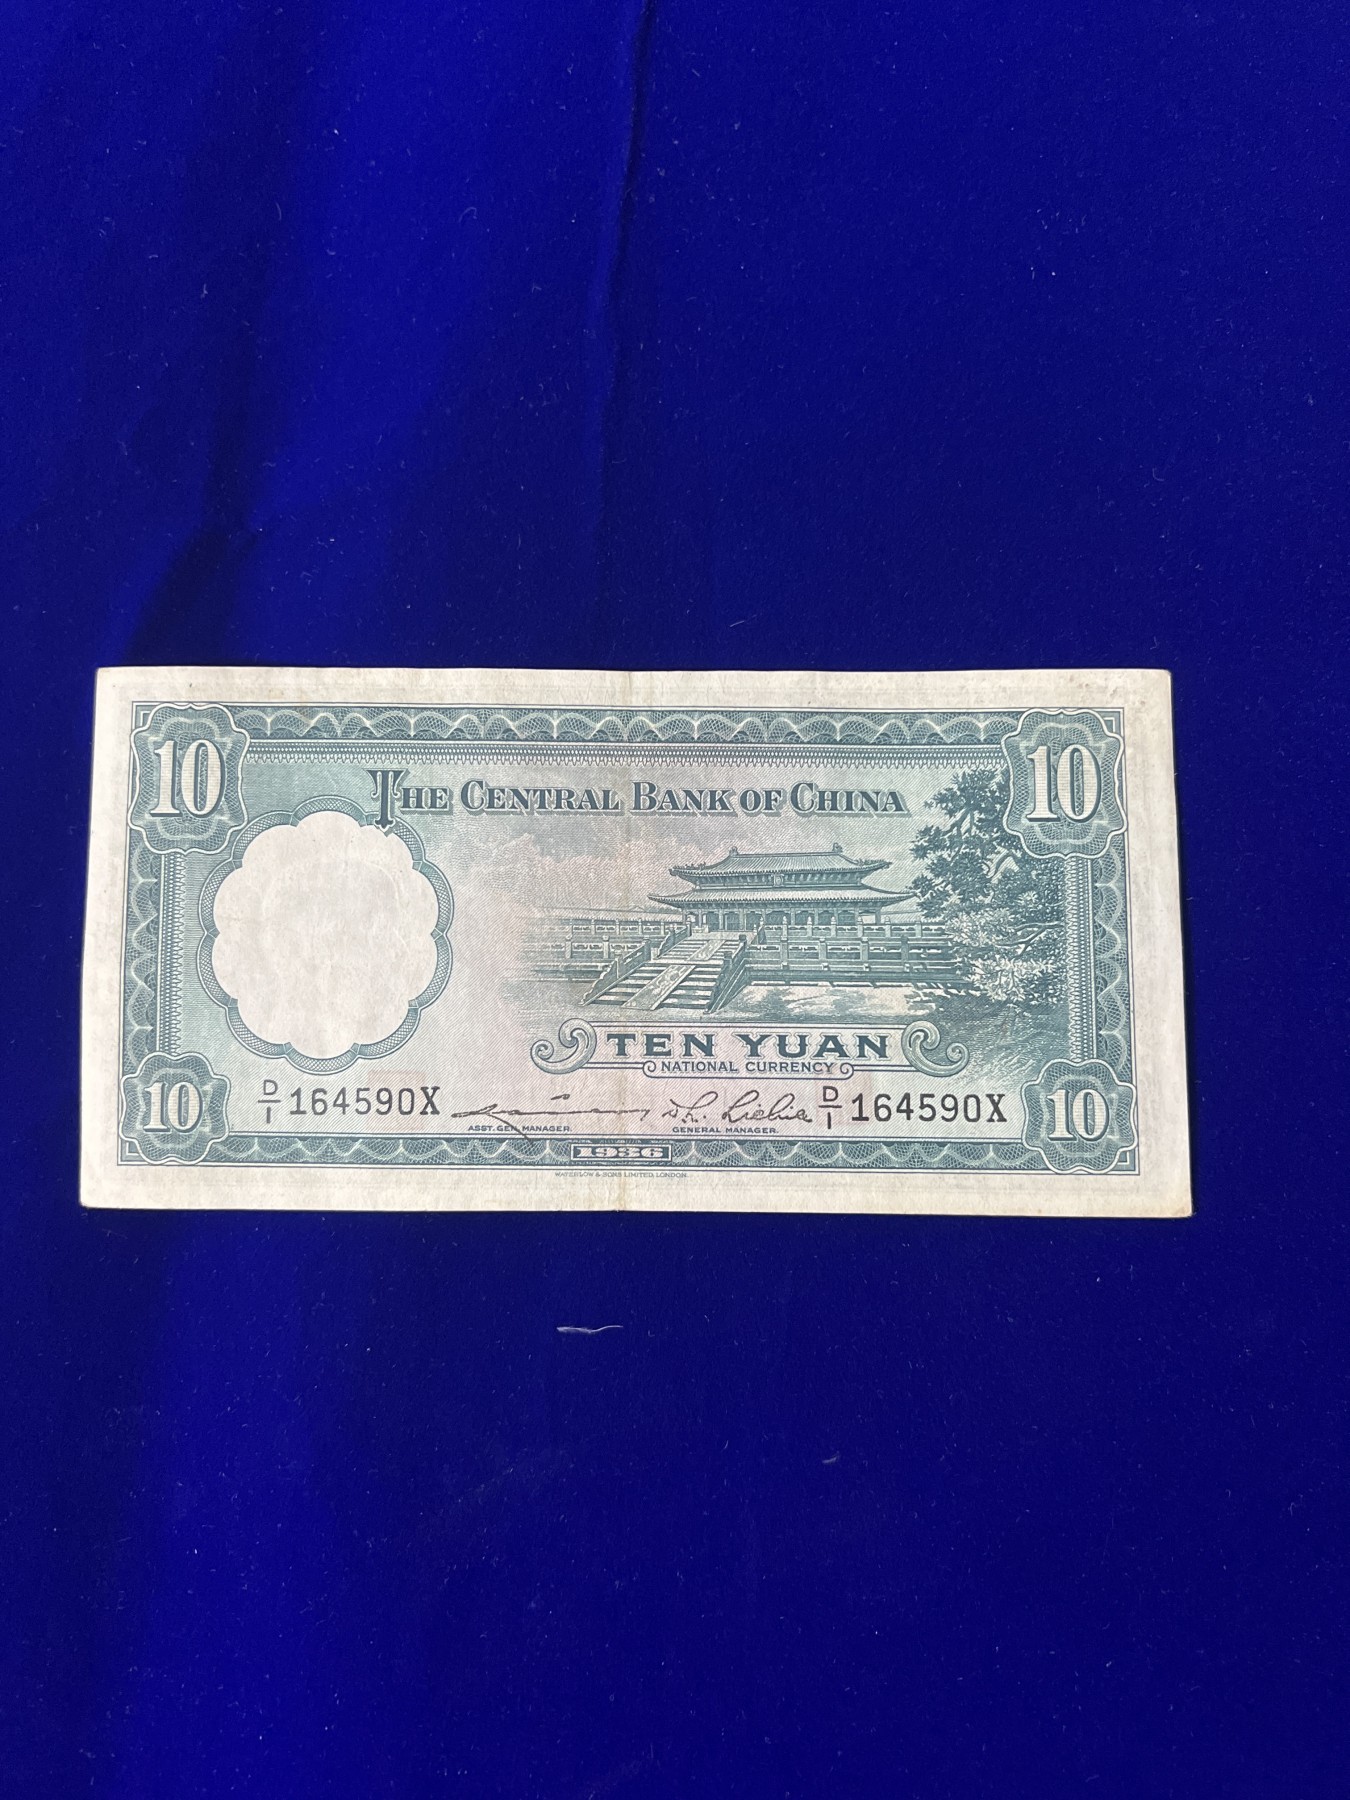 10 10
THE CENTRAL BANK OF CHINA
TEN YUAN
NATIONAL CURRENCY
10 D/1 164590X D/1 164590X 10
ASST. GEN. MANAGER. GENERAL MANAGER.
1936
WATERLOW & SONS LIMITED, LONDON.